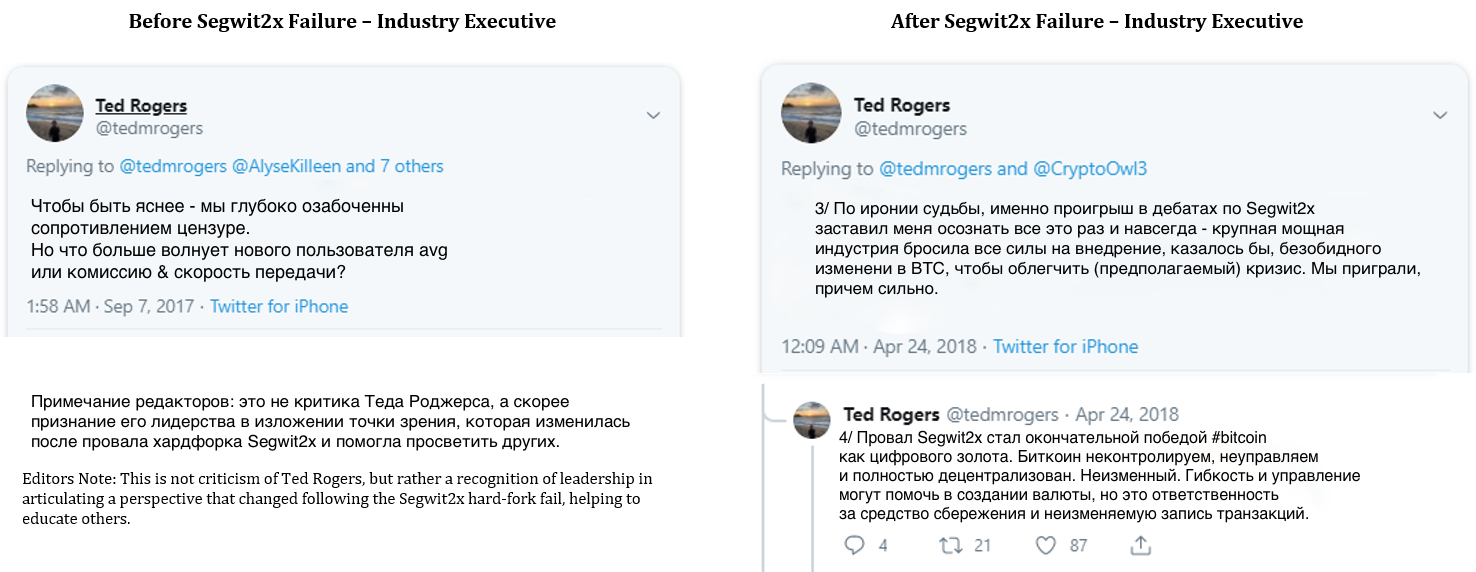 Before Segwit2x Failure – Industry Executive
Ted Rogers
@tedmrogers
Replying to @tedmrogers @AlyseKilleen and 7 others
Чтобы быть яснее - мы глубоко озабоченны
сопротивлением цензуре.
Но что больше волнует нового пользователя avg
или комиссию & скорость передачи?
1:58 AM · Sep 7, 2017 · Twitter for iPhone
Примечание редакторов: это не критика Теда Роджерса, а скорее
признание его лидерства в изложении точки зрения, которая изменилась
после провала хардфорка Segwit2x и помогла просветить других.
Editors Note: This is not criticism of Ted Rogers, but rather a recognition of leadership in
articulating a perspective that changed following the Segwit2x hard-fork fail, helping to
educate others.
After Segwit2x Failure – Industry Executive
Ted Rogers
@tedmrogers
Replying to @tedmrogers and @CryptoOwl3
3/ По иронии судьбы, именно проигрыш в дебатах по Segwit2x
заставил меня осознать все это раз и навсегда - крупная мощная
индустрия бросила все силы на внедрение, казалось бы, безобидного
изменени в BTC, чтобы облегчить (предполагаемый) кризис. Мы приграли,
причем сильно.
12:09 AM · Apr 24, 2018 · Twitter for iPhone
Ted Rogers @tedmrogers · Apr 24, 2018
4/ Провал Segwit2x стал окончательной победой #bitcoin
как цифрового золота. Биткоин неконтролируем, неуправляем
и полностью децентрализован. Неизменный. Гибкость и управление
могут помочь в создании валюты, но это ответственность
за средство сбережения и неизменяемую запись транзакций.
4 21 87